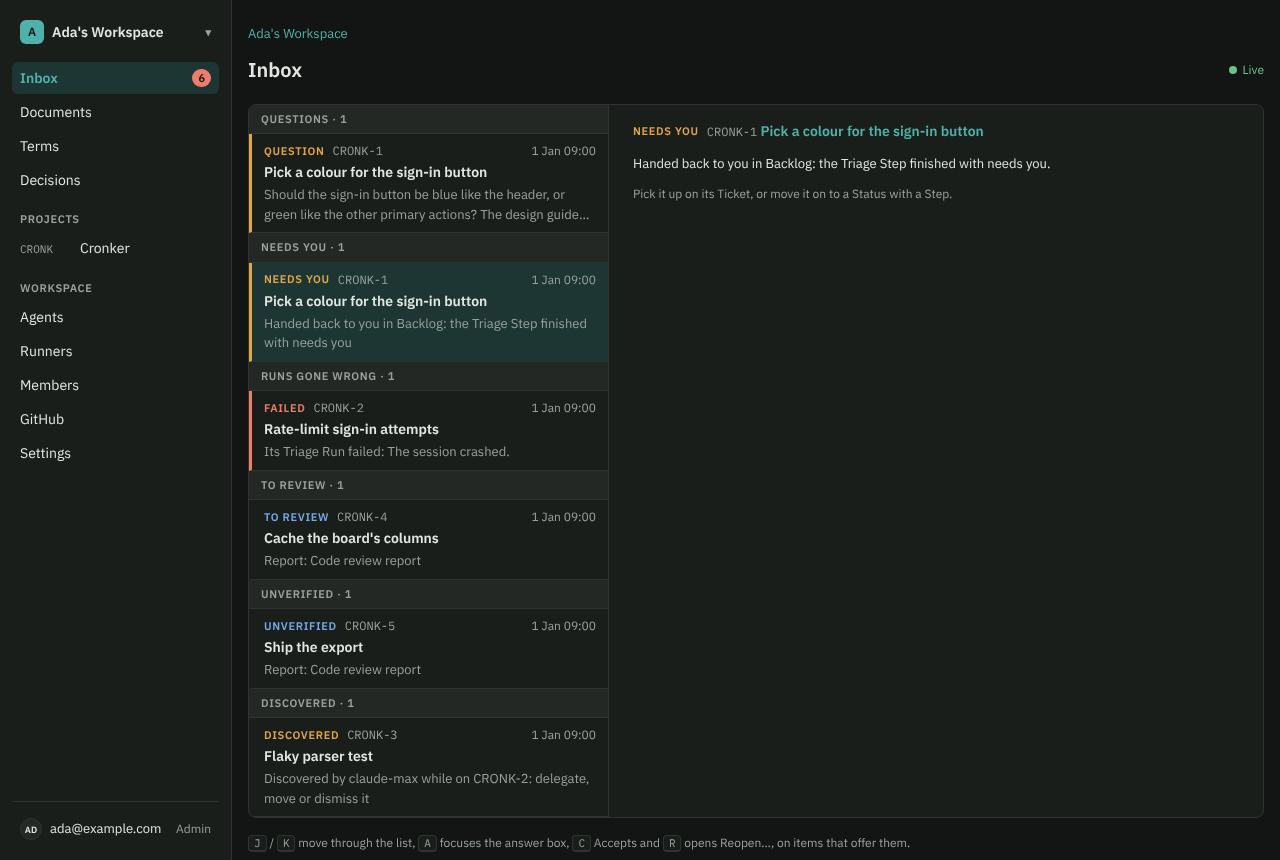 A Ada's Workspace ▾
Inbox 6
Documents
Terms
Decisions
PROJECTS
CRONK Cronker
WORKSPACE
Agents
Runners
Members
GitHub
Settings
AD ada@example.com Admin
Ada's Workspace
Inbox
Live
QUESTIONS · 1
QUESTION CRONK-1 1 Jan 09:00
Pick a colour for the sign-in button
Should the sign-in button be blue like the header, or
green like the other primary actions? The design guide…
NEEDS YOU · 1
NEEDS YOU CRONK-1 1 Jan 09:00
Pick a colour for the sign-in button
Handed back to you in Backlog: the Triage Step finished
with needs you
RUNS GONE WRONG · 1
FAILED CRONK-2 1 Jan 09:00
Rate-limit sign-in attempts
Its Triage Run failed: The session crashed.
TO REVIEW · 1
TO REVIEW CRONK-4 1 Jan 09:00
Cache the board's columns
Report: Code review report
UNVERIFIED · 1
UNVERIFIED CRONK-5 1 Jan 09:00
Ship the export
Report: Code review report
DISCOVERED · 1
DISCOVERED CRONK-3 1 Jan 09:00
Flaky parser test
Discovered by claude-max while on CRONK-2: delegate,
move or dismiss it
NEEDS YOU CRONK-1 Pick a colour for the sign-in button
Handed back to you in Backlog: the Triage Step finished with needs you.
Pick it up on its Ticket, or move it on to a Status with a Step.
J / K move through the list, A focuses the answer box, C Accepts and R opens Reopen…, on items that offer them.